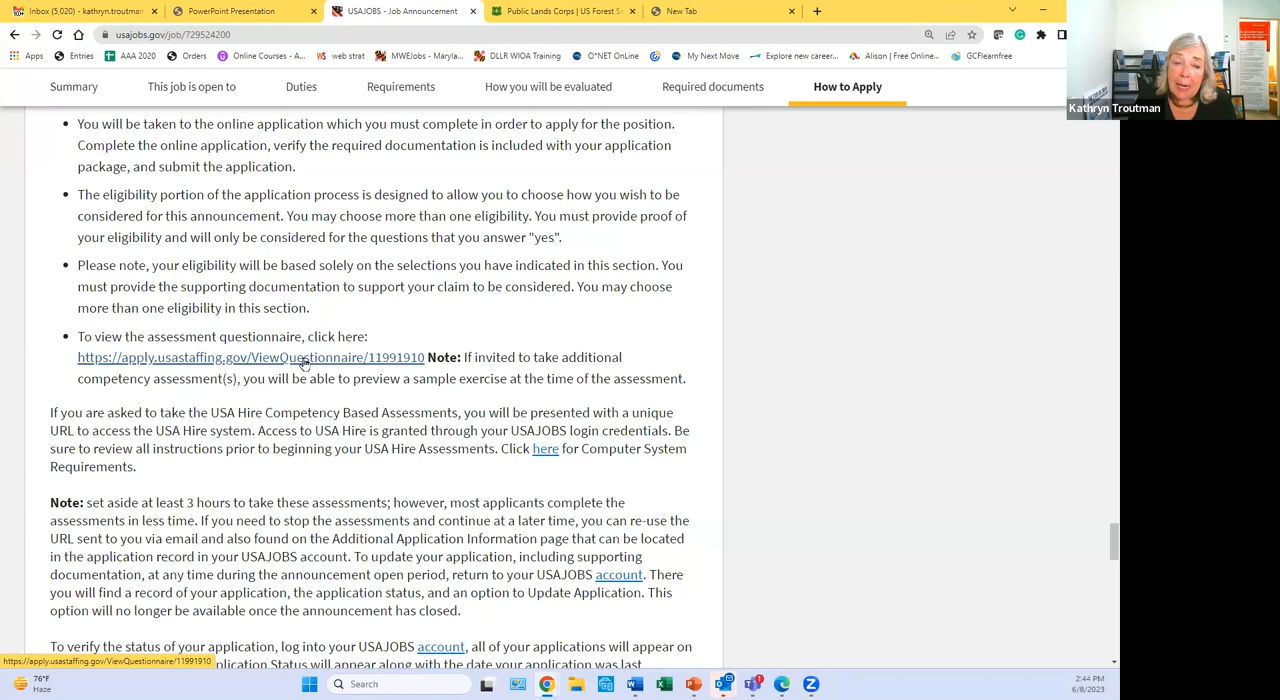 Inbox (5,020) - kathryn.troutman
PowerPoint Presentation
USAJOBS - Job Announcement
Public Lands Corps | US Forest Se
New Tab
usajobs.gov/job/729524200
Apps
Entries
AAA 2020
Orders
Online Courses - A...
web strat
MWEJobs - Maryla...
DLLR WIOA Training
O*NET OnLine
My Next Move
Explore new career...
Alison | Free Online...
GCFlearnfree
Kathryn Troutman
Summary
This job is open to
Duties
Requirements
How you will be evaluated
Required documents
How to Apply
You will be taken to the online application which you must complete in order to apply for the position.
Complete the online application, verify the required documentation is included with your application
package, and submit the application.
The eligibility portion of the application process is designed to allow you to choose how you wish to be
considered for this announcement. You may choose more than one eligibility. You must provide proof of
your eligibility and will only be considered for the questions that you answer "yes".
Please note, your eligibility will be based solely on the selections you have indicated in this section. You
must provide the supporting documentation to support your claim to be considered. You may choose
more than one eligibility in this section.
To view the assessment questionnaire, click here:
https://apply.usastaffing.gov/ViewQuestionnaire/11991910 Note: If invited to take additional
competency assessment(s), you will be able to preview a sample exercise at the time of the assessment.
If you are asked to take the USA Hire Competency Based Assessments, you will be presented with a unique
URL to access the USA Hire system. Access to USA Hire is granted through your USAJOBS login credentials. Be
sure to review all instructions prior to beginning your USA Hire Assessments. Click here for Computer System
Requirements.
Note: set aside at least 3 hours to take these assessments; however, most applicants complete the
assessments in less time. If you need to stop the assessments and continue at a later time, you can re-use the
URL sent to you via email and also found on the Additional Application Information page that can be located
in the application record in your USAJOBS account. To update your application, including supporting
documentation, at any time during the announcement open period, return to your USAJOBS account. There
you will find a record of your application, the application status, and an option to Update Application. This
option will no longer be available once the announcement has closed.
To verify the status of your application, log into your USAJOBS account, all of your applications will appear on
plication Status will appear along with the date your application was last
https://apply.usastaffing.gov/ViewQuestionnaire/11991910
76°F
Haze
Search
2:44 PM
6/8/2023